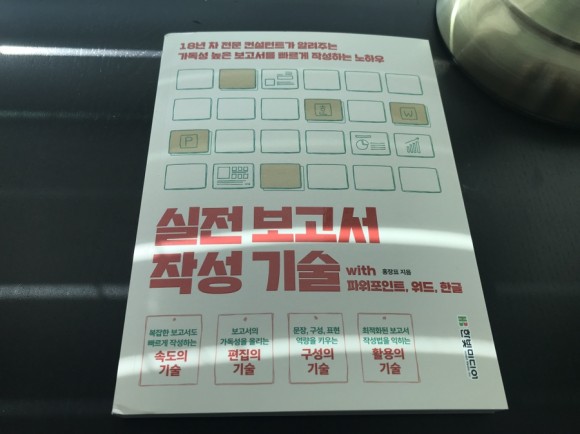 18년 차 전문 컨설턴트가 알려주는
가독성 높은 보고서를 빠르게 작성하는 노하우
W
P
실전 보고서
작성 기술
with
홍장표 지음
파워포인트, 워드, 한글
복잡한 보고서도
빠르게 작성하는
속도의
기술
보고서의
가독성을 올리는
편집의
기술
문장, 구성, 표현
역량을 키우는
구성의
기술
최적화된 보고서
작성법을 익히는
활용의
기술
한빛미디어